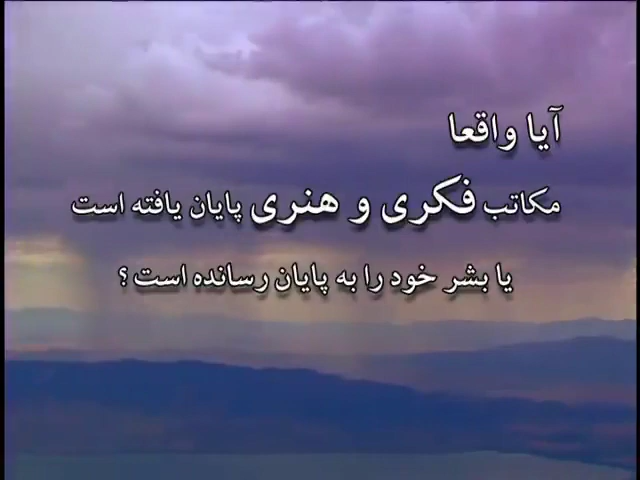 آیا واقعا
مکاتب فکری و هنری پایان یافته است
یا بشر خود را به پایان رسانده است ؟